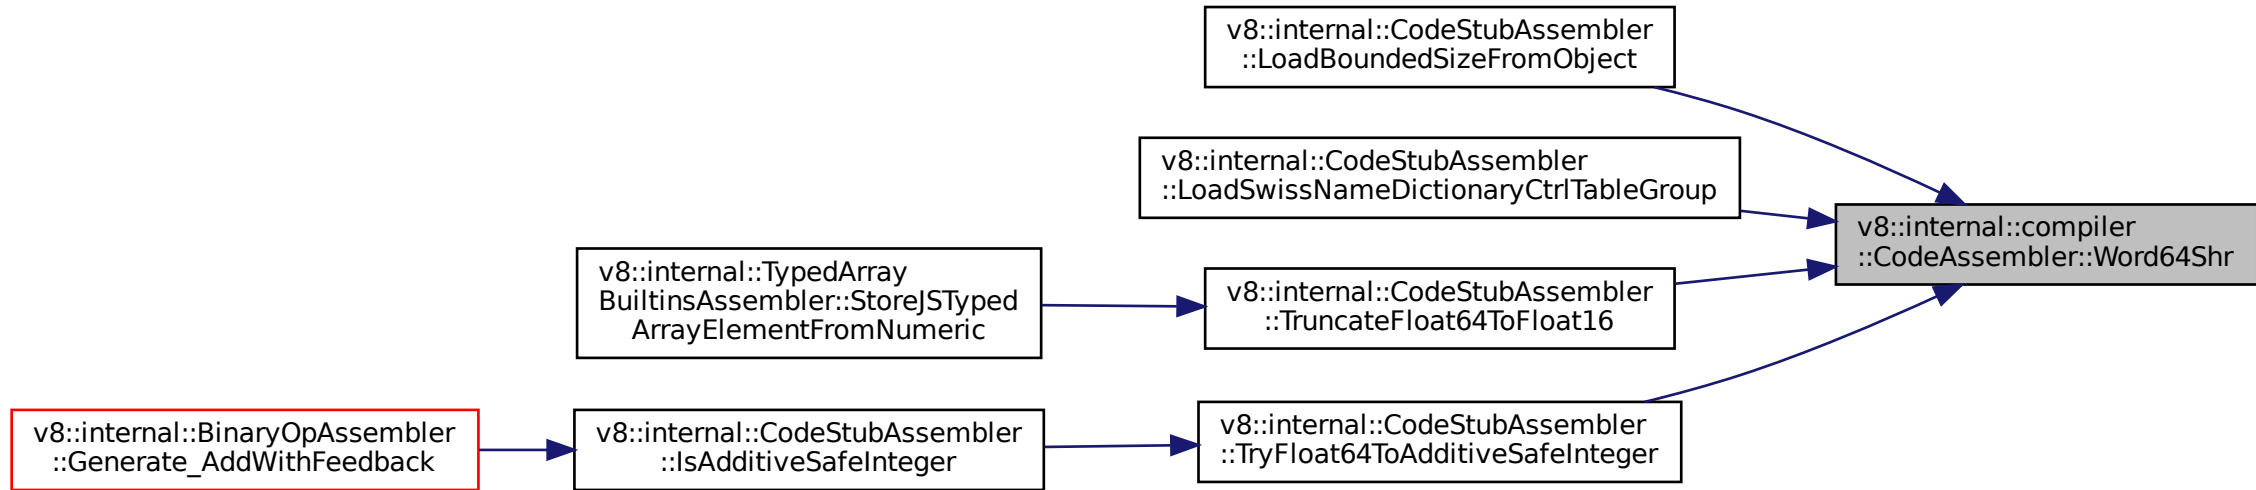 v8::internal::CodeStubAssembler
::LoadBoundedSizeFromObject
v8::internal::CodeStubAssembler
::LoadSwissNameDictionaryCtrlTableGroup
v8::internal::compiler
::CodeAssembler::Word64Shr
v8::internal::TypedArray
BuiltinsAssembler::StoreJSTyped
ArrayElementFromNumeric
v8::internal::CodeStubAssembler
::TruncateFloat64ToFloat16
v8::internal::BinaryOpAssembler
::Generate_AddWithFeedback
v8::internal::CodeStubAssembler
::IsAdditiveSafeInteger
v8::internal::CodeStubAssembler
::TryFloat64ToAdditiveSafeInteger